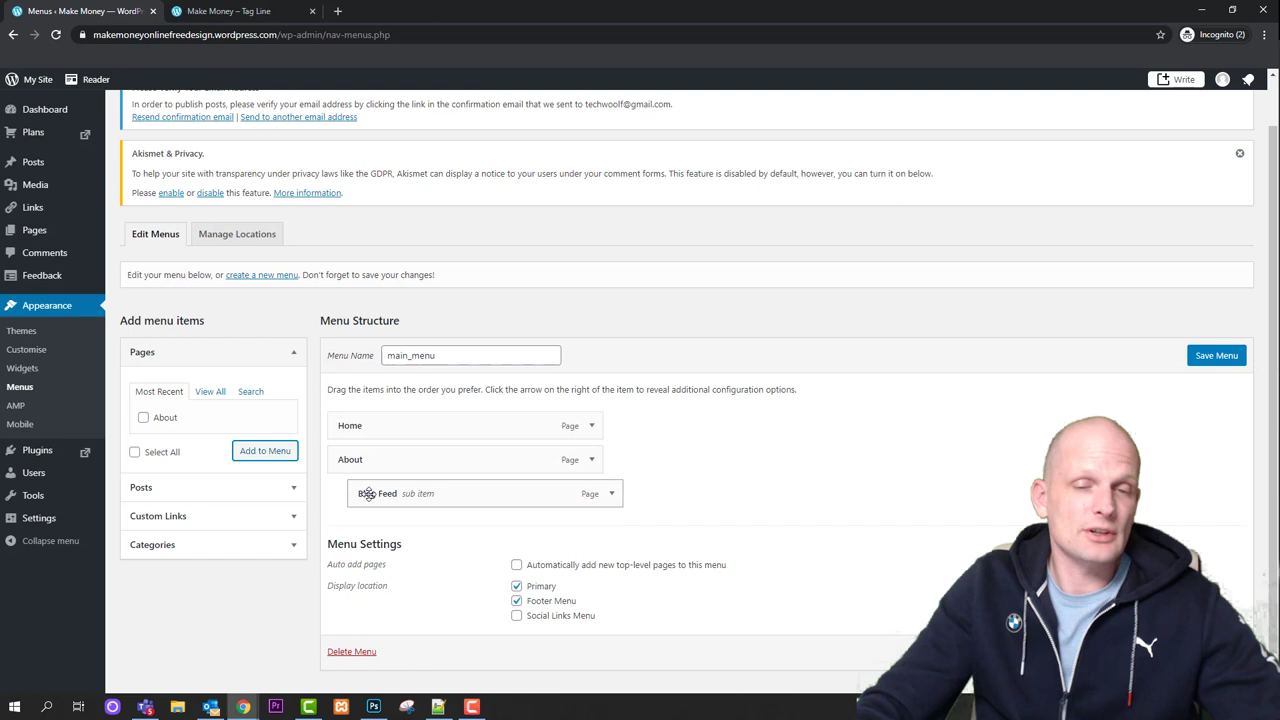 Menus ‹ Make Money — WordPr
Make Money – Tag Line
makemoneyonlinefreedesign.wordpress.com/wp-admin/nav-menus.php
Incognito (2)
My Site
Reader
Write
Dashboard
Plans
Posts
Media
Links
Pages
Comments
Feedback
Appearance
Themes
Customise
Widgets
Menus
AMP
Mobile
Plugins
Users
Tools
Settings
Collapse menu
In order to publish posts, please verify your email address by clicking the link in the confirmation email that we sent to techwoolf@gmail.com.
Resend confirmation email | Send to another email address
Akismet & Privacy.
To help your site with transparency under privacy laws like the GDPR, Akismet can display a notice to your users under your comment forms. This feature is disabled by default, however, you can turn it on below.
Please enable or disable this feature. More information.
Edit Menus
Manage Locations
Edit your menu below, or create a new menu. Don't forget to save your changes!
Add menu items
Pages
Most Recent
View All
Search
About
Select All
Add to Menu
Posts
Custom Links
Categories
Menu Structure
Menu Name
main_menu
Save Menu
Drag the items into the order you prefer. Click the arrow on the right of the item to reveal additional configuration options.
Home Page
About Page
Feed sub item Page
Menu Settings
Auto add pages
Automatically add new top-level pages to this menu
Display location
Primary
Footer Menu
Social Links Menu
Delete Menu